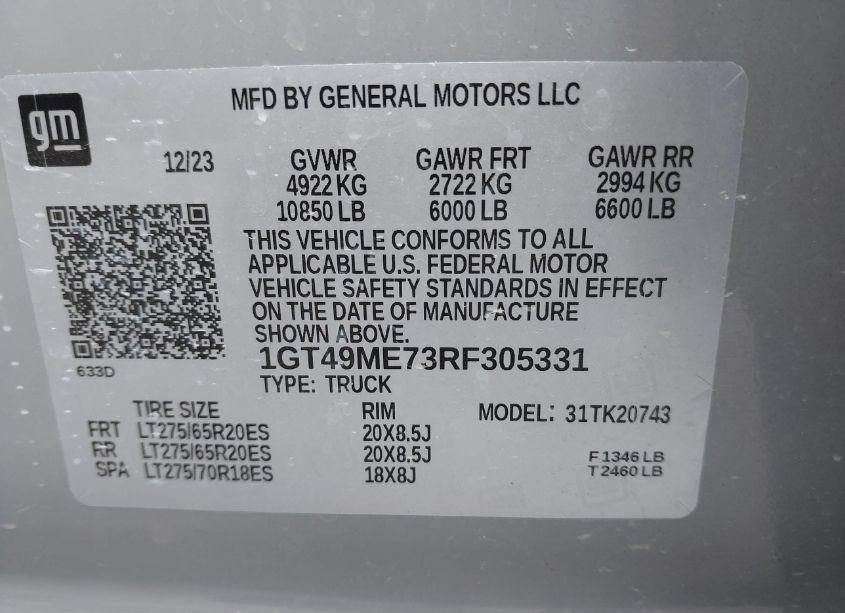 gm
MFD BY GENERAL MOTORS LLC
12/23
GVWR GAWR FRT GAWR RR
4922 KG 2722 KG 2994 KG
10850 LB 6000 LB 6600 LB
THIS VEHICLE CONFORMS TO ALL
APPLICABLE U.S. FEDERAL MOTOR
VEHICLE SAFETY STANDARDS IN EFFECT
ON THE DATE OF MANUFACTURE
SHOWN ABOVE.
633D
1GT49ME73RF305331
TYPE: TRUCK
TIRE SIZE RIM MODEL: 31TK20743
FRT LT275/65R20ES 20X8.5J
RR LT275/65R20ES 20X8.5J F1346 LB
SPA LT275/70R18ES 18X8J T2460 LB